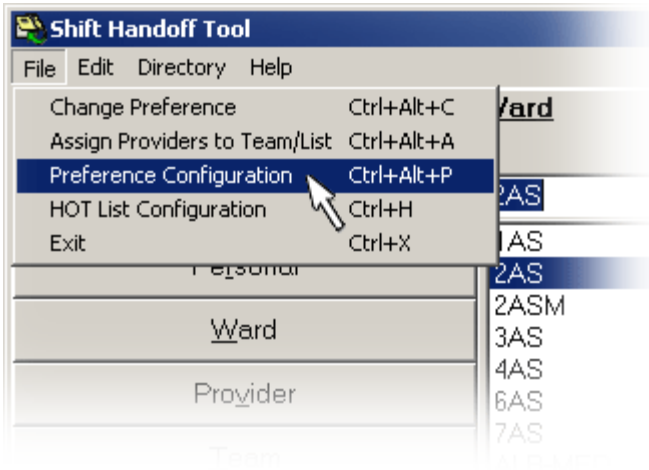 Shift Handoff Tool
File Edit Directory Help
Change Preference Ctrl+Alt+C
Assign Providers to Team/List Ctrl+Alt+A
Preference Configuration Ctrl+Alt+P
HOT List Configuration Ctrl+H
Exit Ctrl+X
Personal
Ward
Provider
Team
Ward
2AS
1AS
2AS
2ASM
3AS
4AS
6AS
7AS